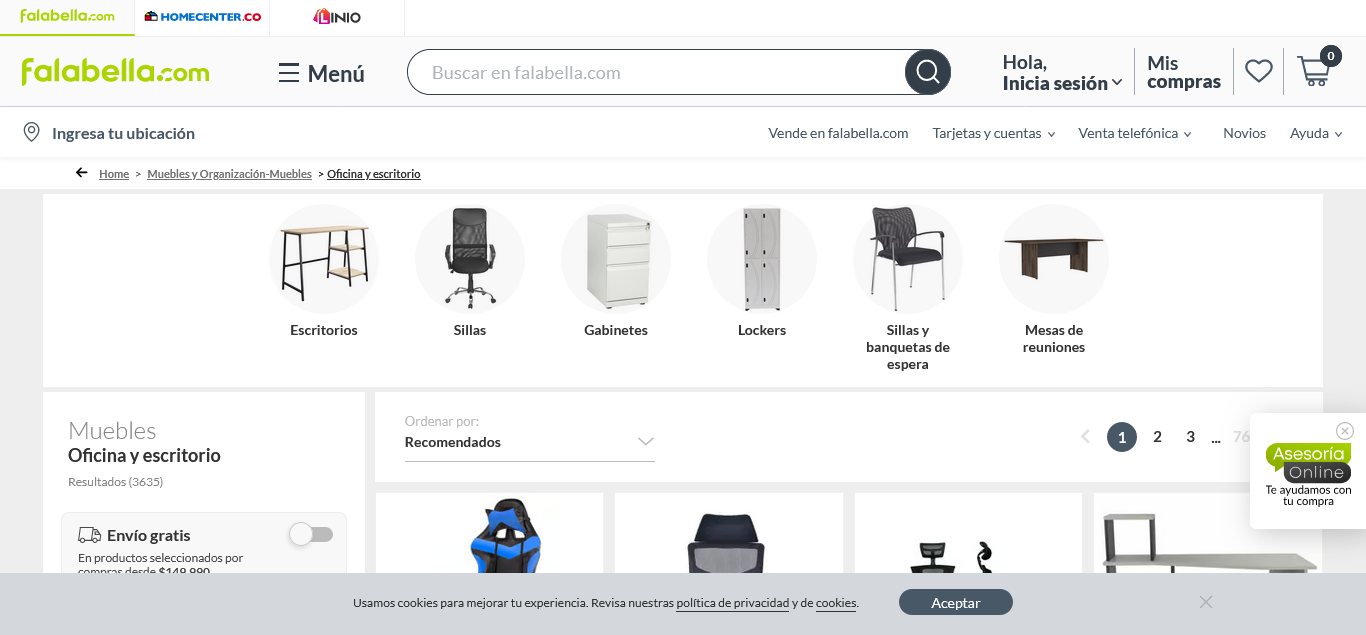 falabella.com
HOMECENTER.CO
LINIO
falabella.com
Menú
Buscar en falabella.com
Hola,
Inicia sesión
Mis
compras
0
Ingresa tu ubicación
Vende en falabella.com
Tarjetas y cuentas
Venta telefónica
Novios
Ayuda
Home > Muebles y Organización-Muebles > Oficina y escritorio
Escritorios
Sillas
Gabinetes
Lockers
Sillas y
banquetas de
espera
Mesas de
reuniones
Muebles
Oficina y escritorio
Resultados (3635)
Ordenar por:
Recomendados
1 2 3 ... 76
Asesoría
Online
Te ayudamos con
tu compra
Envío gratis
En productos seleccionados por
compras desde $149.990
Usamos cookies para mejorar tu experiencia. Revisa nuestras política de privacidad y de cookies.
Aceptar